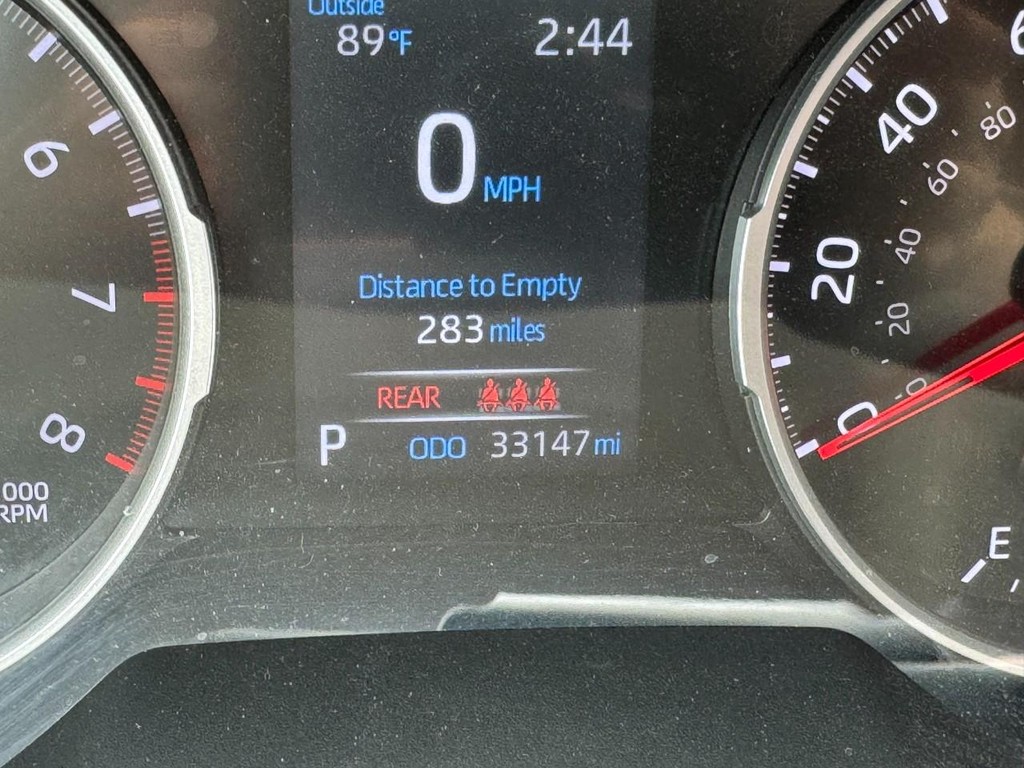 Outside
89°F 2:44
0 MPH
Distance to Empty
283 miles
REAR
P ODO 33147 mi
6
7
8
000
RPM
40
20
0
80
60
40
20
0
E